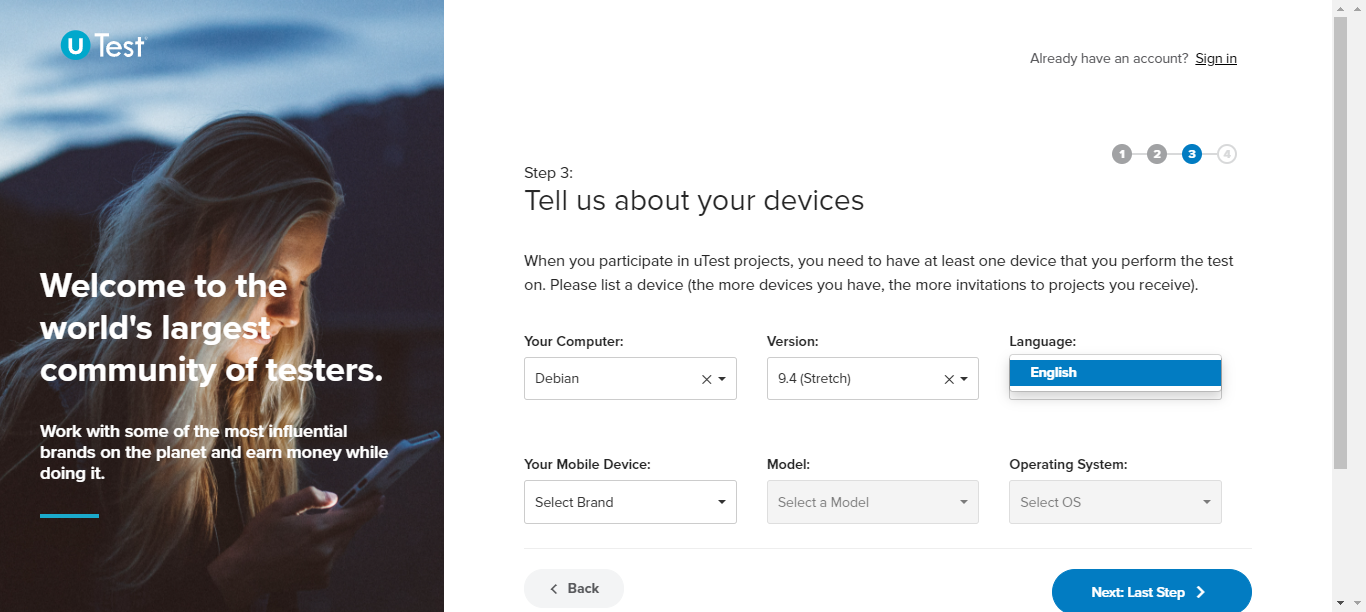 U Test
Already have an account? Sign in
1 2 3 4
Step 3:
Tell us about your devices
Welcome to the
world's largest
community of testers.
Work with some of the most influential
brands on the planet and earn money while
doing it.
When you participate in uTest projects, you need to have at least one device that you perform the test
on. Please list a device (the more devices you have, the more invitations to projects you receive).
Your Computer: Version: Language:
Debian 9.4 (Stretch) English
Your Mobile Device: Model: Operating System:
Select Brand Select a Model Select OS
Back Next: Last Step